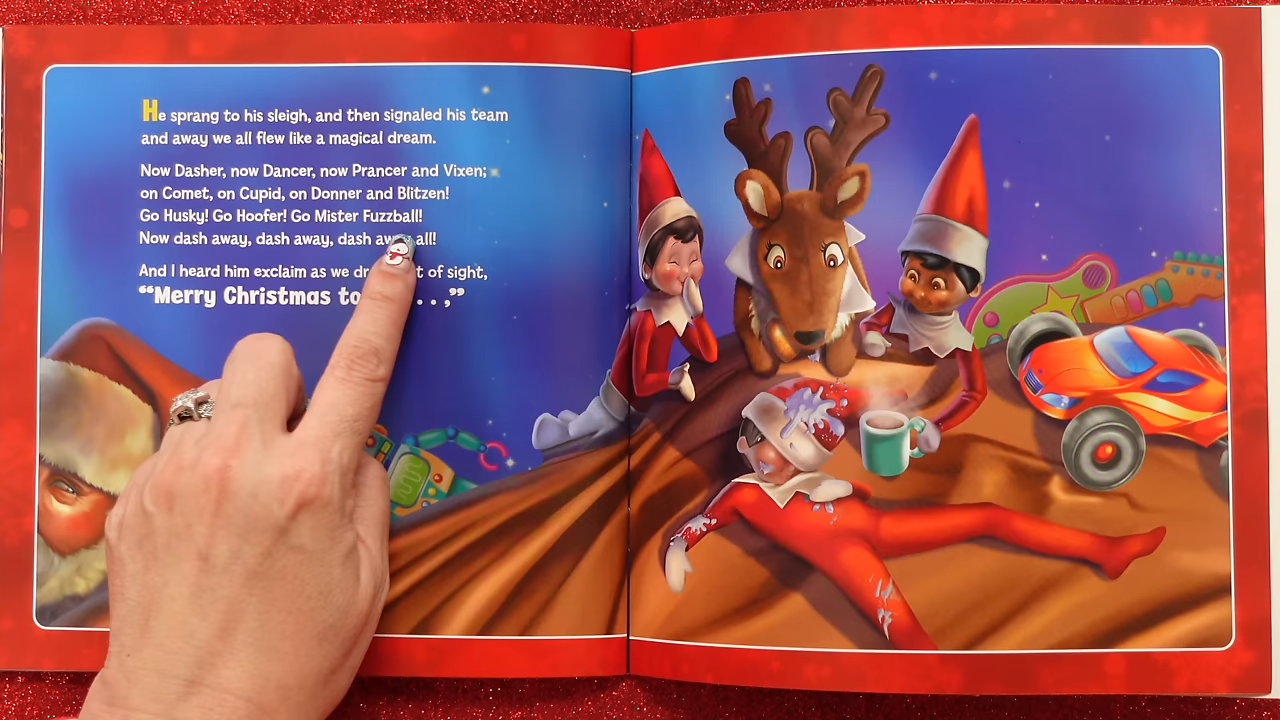 He sprang to his sleigh, and then signaled his team
and away we all flew like a magical dream.
Now Dasher, now Dancer, now Prancer and Vixen;
on Comet, on Cupid, on Donner and Blitzen!
Go Husky! Go Hoofer! Go Mister Fuzzball!
Now dash away, dash away, dash away all!
And I heard him exclaim as we of sight,
“Merry Christmas to . . ,”